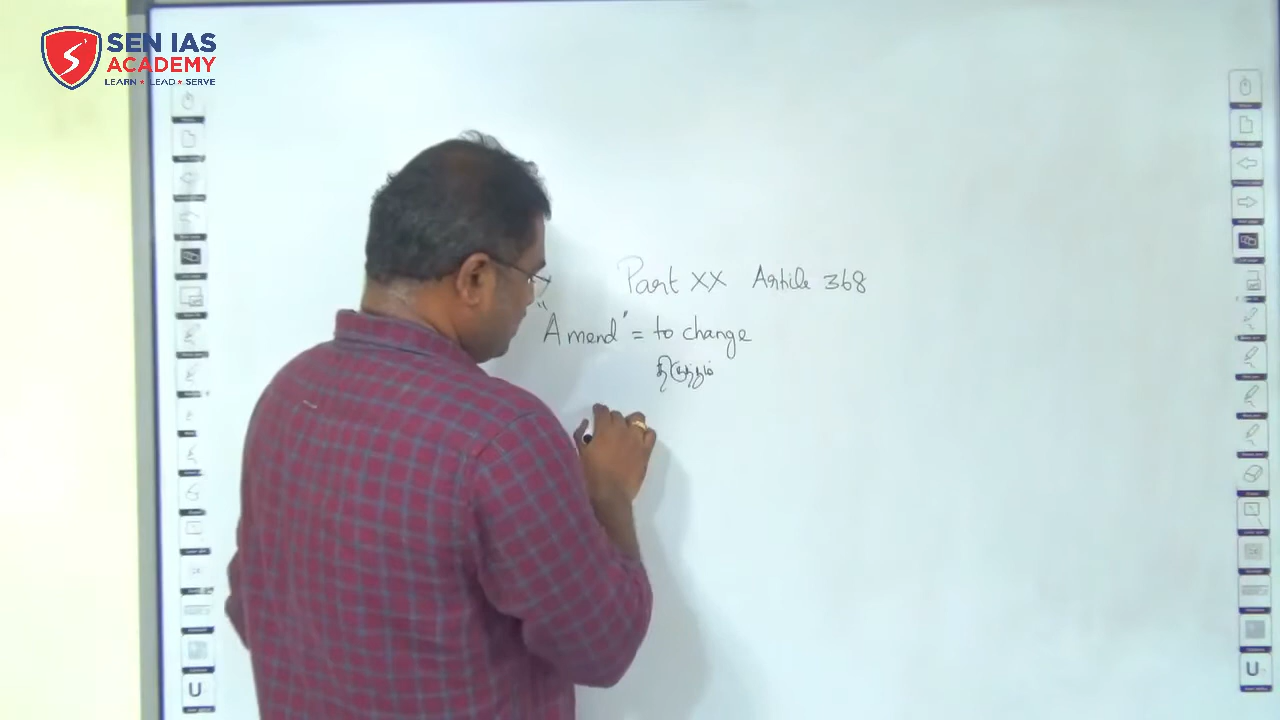 SEN IAS
ACADEMY
LEARN ★ LEAD ★ SERVE
Part XX Article 368
"Amend" = to change
திருத்தம்
U
U